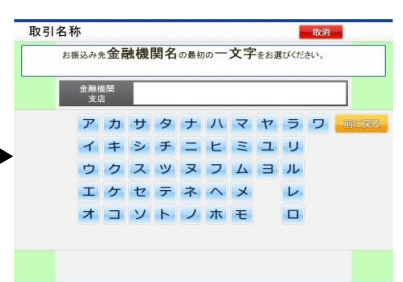 取引名称
取消
お振込み先金融機関名の最初の一文字をお選びください。
金融機関
支店
ア カ サ タ ナ ハ マ ヤ ラ ワ 前に戻る
イ キ シ チ ニ ヒ ミ ユ リ
ウ ク ス ツ ヌ フ ム ヨ ル
エ ケ セ テ ネ ヘ メ レ
オ コ ソ ト ノ ホ モ ロ